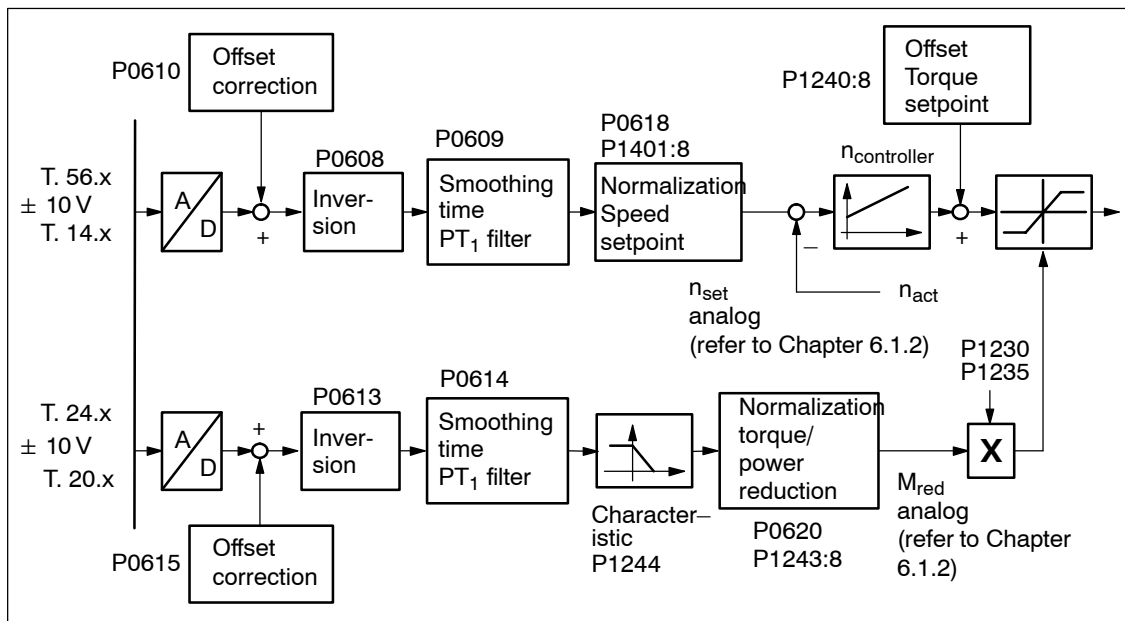 P0610
Offset
correction
T. 56.x
± 10 V
T. 14.x
A
D
+
P0608
Inver-
sion
P0609
Smoothing
time
PT1 filter
P0618
P1401:8
Normalization
Speed
setpoint
–
nset
analog
(refer to Chapter 6.1.2)
nact
ncontroller
P1240:8
Offset
Torque
setpoint
+
T. 24.x
± 10 V
T. 20.x
A
D
+
P0615
Offset
correction
P0613
Inver-
sion
P0614
Smoothing
time
PT1 filter
Character–
istic
P1244
Normalization
torque/
power
reduction
P0620
P1243:8
Mred
analog
(refer to Chapter
6.1.2)
P1230
P1235
X